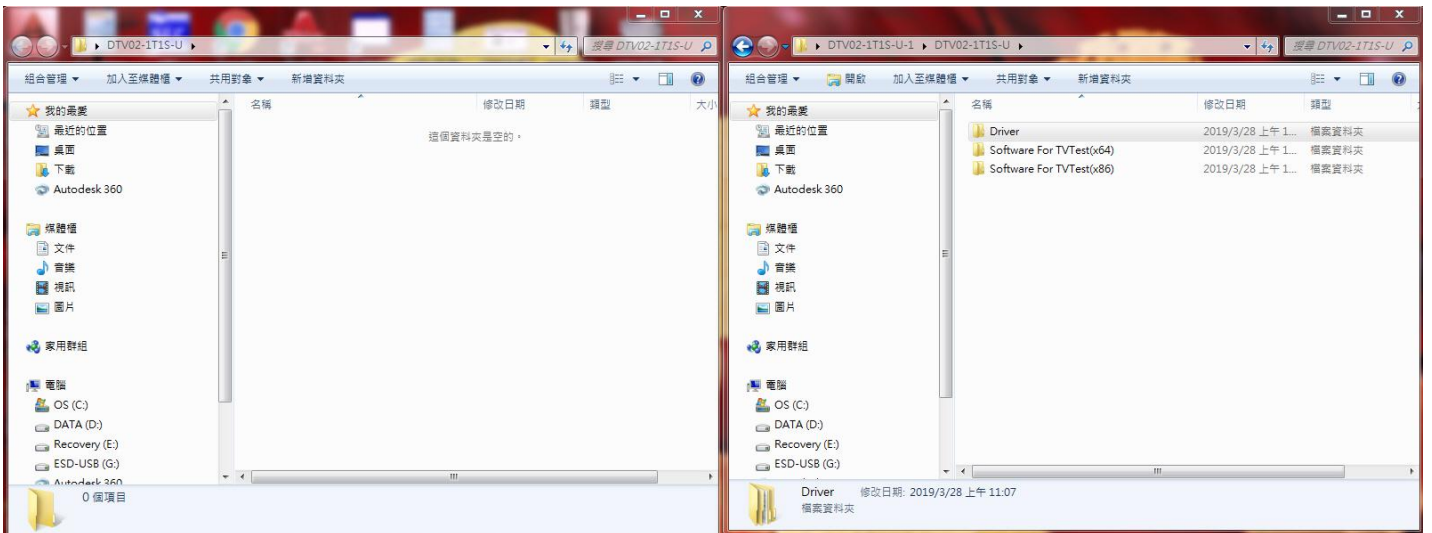 DTV02-1T1S-U
搜尋 DTV02-1T1S-U
組合管理 加入至媒體櫃 共用對象 新增資料夾
名稱 修改日期 類型 大小
這個資料夾是空的。
我的最愛
最近的位置
桌面
下載
Autodesk 360
媒體櫃
文件
音樂
視訊
圖片
家用群組
電腦
OS (C:)
DATA (D:)
Recovery (E:)
ESD-USB (G:)
Autodesk 360
0 個項目
DTV02-1T1S-U-1 DTV02-1T1S-U
搜尋 DTV02-1T1S-U
組合管理 開啟 加入至媒體櫃 共用對象 新增資料夾
名稱 修改日期 類型
Driver 2019/3/28 上午 1... 檔案資料夾
Software For TVTest(x64) 2019/3/28 上午 1... 檔案資料夾
Software For TVTest(x86) 2019/3/28 上午 1... 檔案資料夾
我的最愛
最近的位置
桌面
下載
Autodesk 360
媒體櫃
文件
音樂
視訊
圖片
家用群組
電腦
OS (C:)
DATA (D:)
Recovery (E:)
ESD-USB (G:)
Driver 修改日期: 2019/3/28 上午 11:07
檔案資料夾